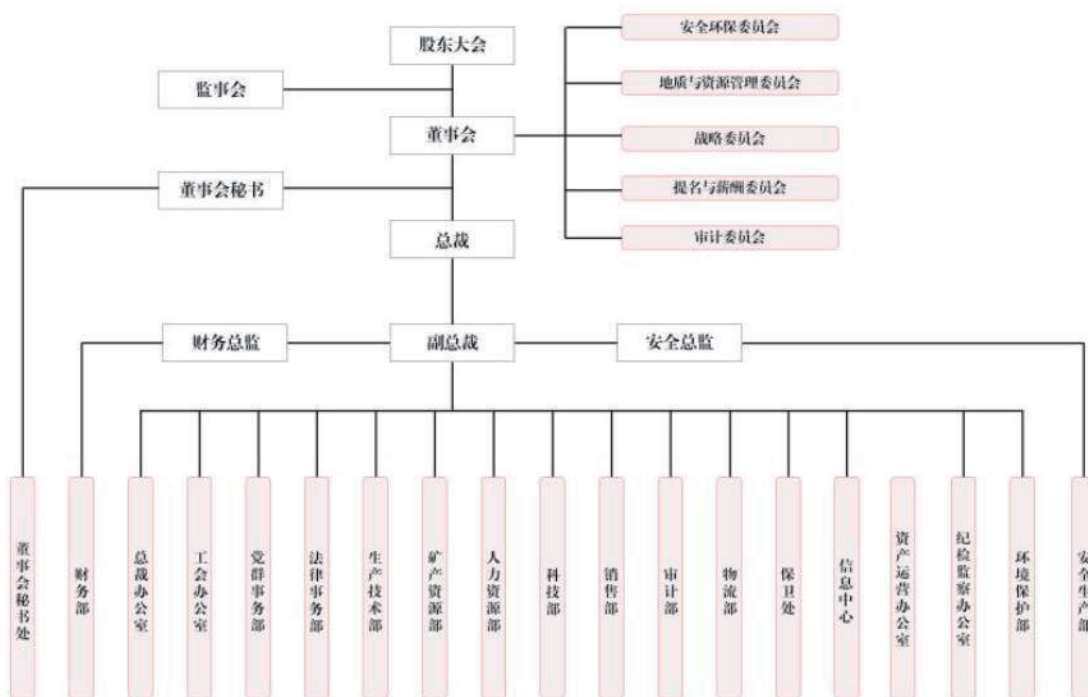 股东大会
监事会
董事会
董事会秘书
总裁
安全环保委员会
地质与资源管理委员会
战略委员会
提名与薪酬委员会
审计委员会
财务总监
副总裁
安全总监
董事会秘书处
财务部
总裁办公室
工会办公室
党群事务部
法律事务部
生产技术部
矿产资源部
人力资源部
科技部
销售部
审计部
物流部
保卫处
信息中心
资产运营办公室
纪检监察办公室
环境保护部
安全生产部